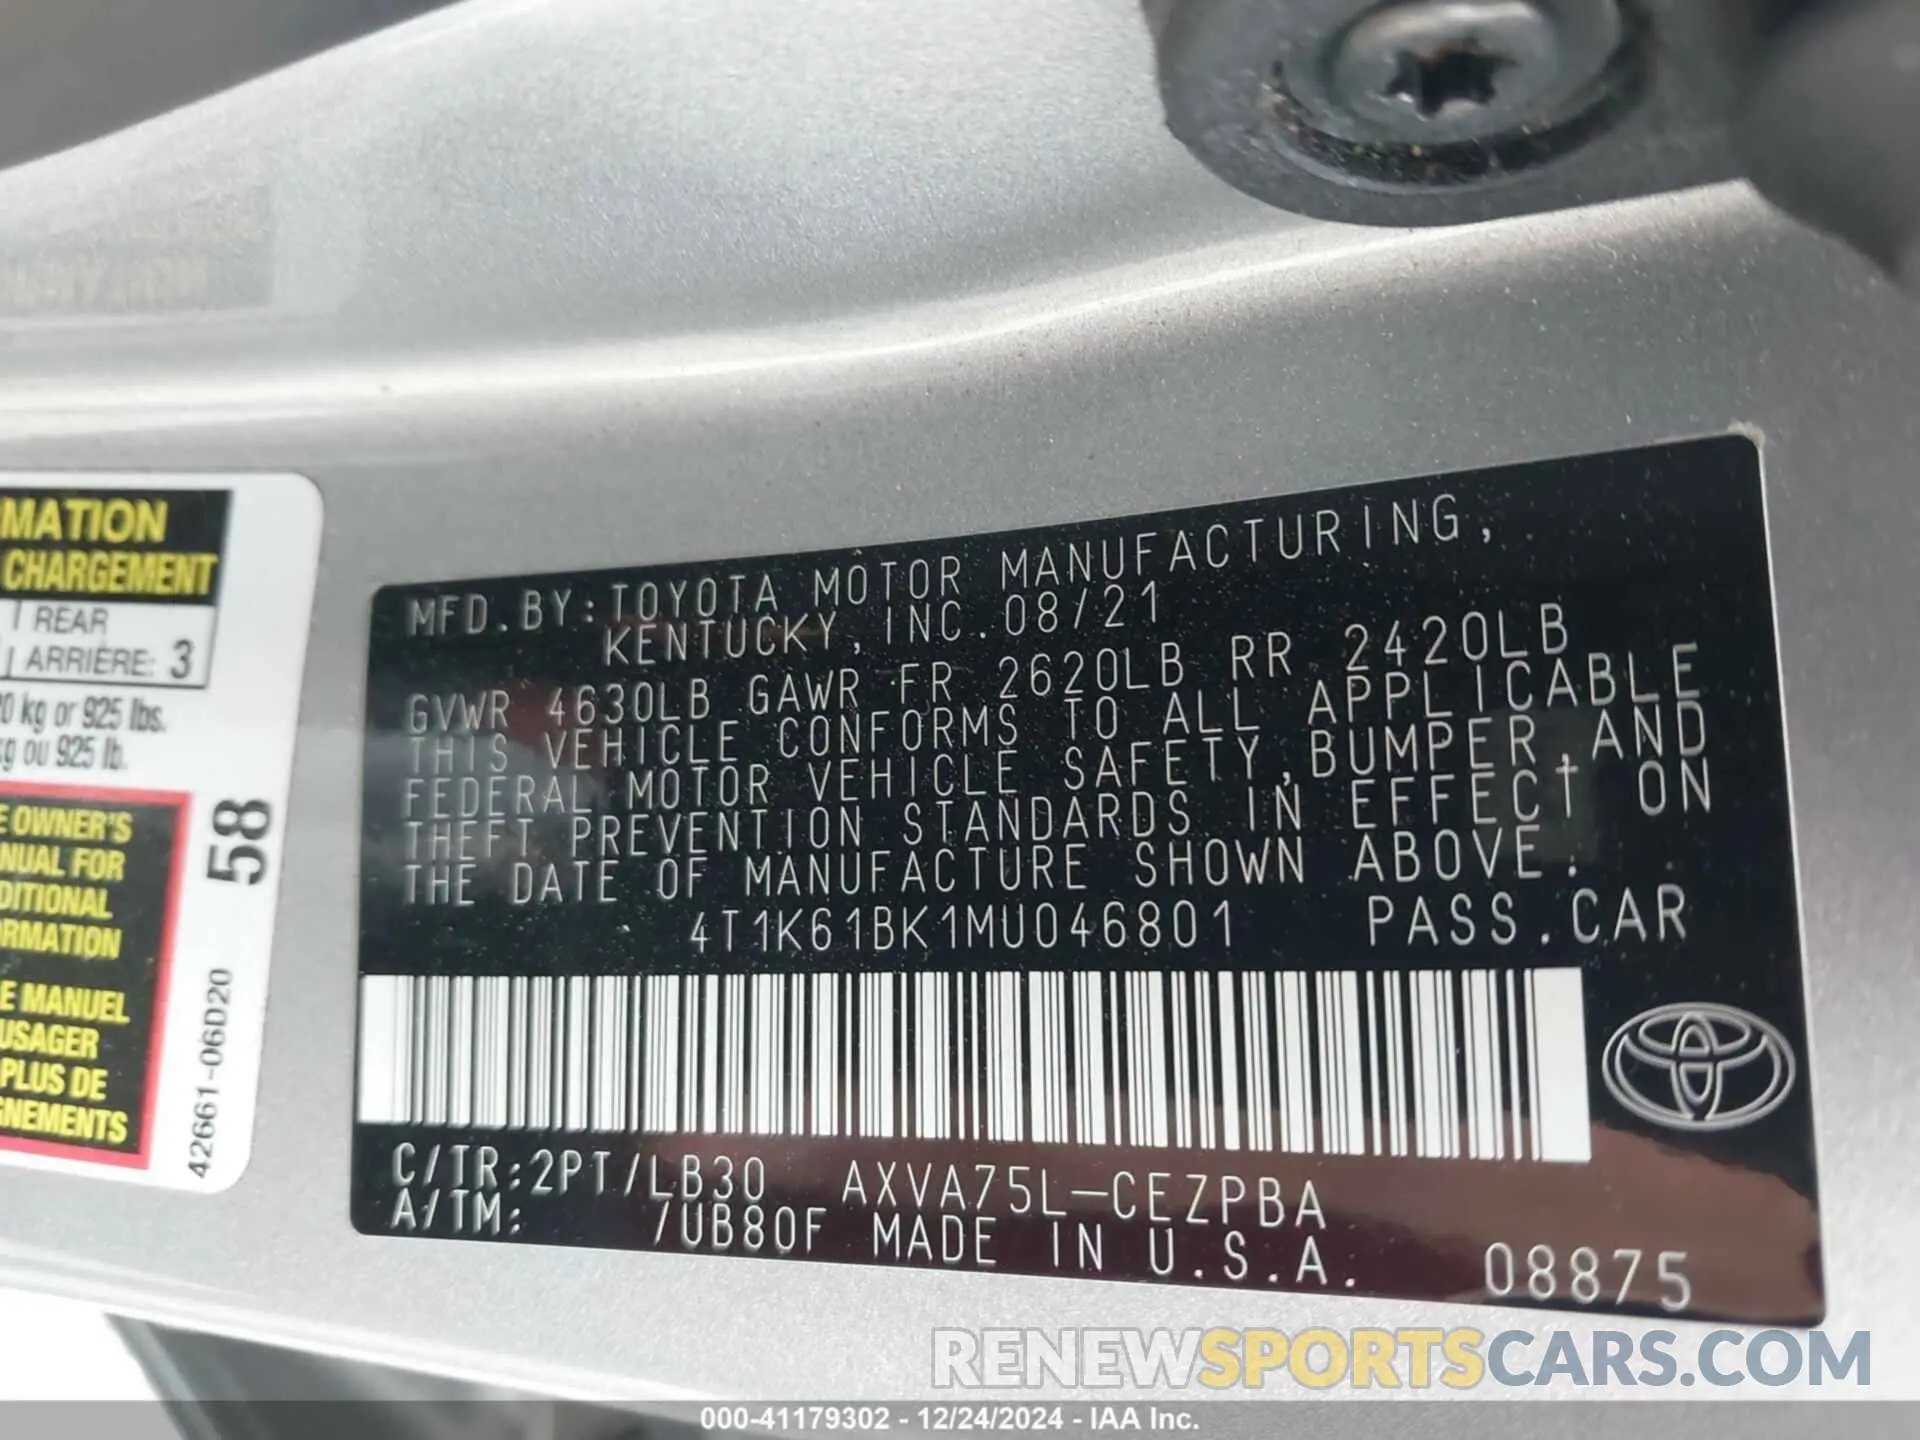 MATION
CHARGEMENT
REAR
ARRIÈRE: 3
0 kg or 925 lbs.
kg ou 925 lb.
E OWNER'S
NUAL FOR
DITIONAL
RMATION
E MANUEL
USAGER
PLUS DE
GNEMENTS
58
42661-06D20
MFD. BY: TOYOTA MOTOR MANUFACTURING,
KENTUCKY, INC. 08/21
GVWR 4630LB GAWR FR 2620LB RR 2420LB
THIS VEHICLE CONFORMS TO ALL APPLICABLE
FEDERAL MOTOR VEHICLE SAFETY, BUMPER, AND
THEFT PREVENTION STANDARDS IN EFFECT ON
THE DATE OF MANUFACTURE SHOWN ABOVE.
4T1K61BK1MU046801 PASS. CAR
C/TR: 2PT/LB30 AXVA75L-CEZPBA
A/TM: /UB80F MADE IN U.S.A. 08875
RENEWSPORTSCARS.COM
000-41179302 - 12/24/2024 - IAA Inc.